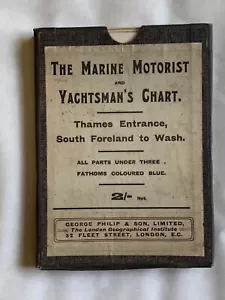 THE MARINE MOTORIST
AND
YACHTSMAN'S CHART.
Thames Entrance,
South Foreland to Wash.
ALL PARTS UNDER THREE
FATHOMS COLOURED BLUE.
2/- Net.
GEORGE PHILIP & SON, LIMITED,
The London Geographical Institute
32 FLEET STREET, LONDON, E.C.